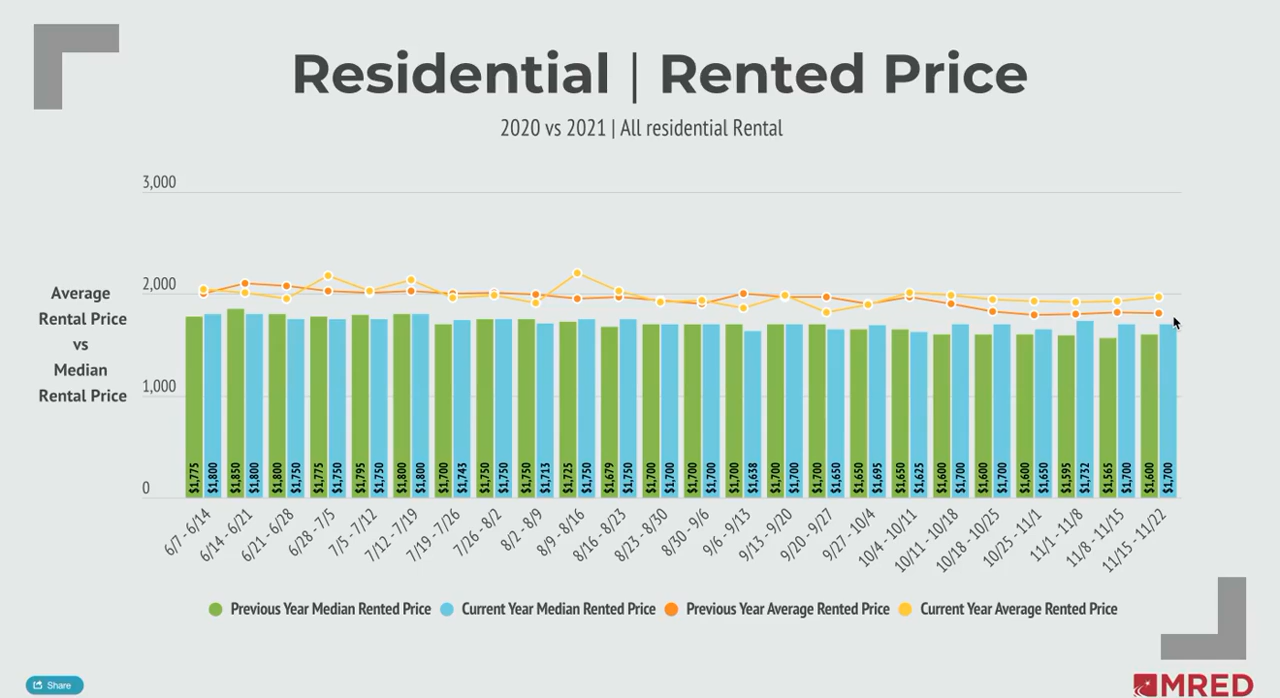 Residential | Rented Price
2020 vs 2021 | All residential Rental
3,000
2,000
1,000
0
Average
Rental Price
vs
Median
Rental Price
$1,775
$1,800
$1,850
$1,800
$1,800
$1,750
$1,775
$1,750
$1,795
$1,750
$1,800
$1,800
$1,700
$1,743
$1,750
$1,750
$1,750
$1,713
$1,725
$1,750
$1,679
$1,750
$1,700
$1,700
$1,700
$1,700
$1,700
$1,638
$1,700
$1,700
$1,700
$1,650
$1,650
$1,695
$1,650
$1,625
$1,600
$1,700
$1,600
$1,700
$1,600
$1,650
$1,595
$1,732
$1,565
$1,700
$1,600
$1,700
6/7 - 6/14
6/14 - 6/21
6/21 - 6/28
6/28 - 7/5
7/5 - 7/12
7/12 - 7/19
7/19 - 7/26
7/26 - 8/2
8/2 - 8/9
8/9 - 8/16
8/16 - 8/23
8/23 - 8/30
8/30 - 9/6
9/6 - 9/13
9/13 - 9/20
9/20 - 9/27
9/27 - 10/4
10/4 - 10/11
10/11 - 10/18
10/18 - 10/25
10/25 - 11/1
11/1 - 11/8
11/8 - 11/15
11/15 - 11/22
Previous Year Median Rented Price
Current Year Median Rented Price
Previous Year Average Rented Price
Current Year Average Rented Price
Share
MRED